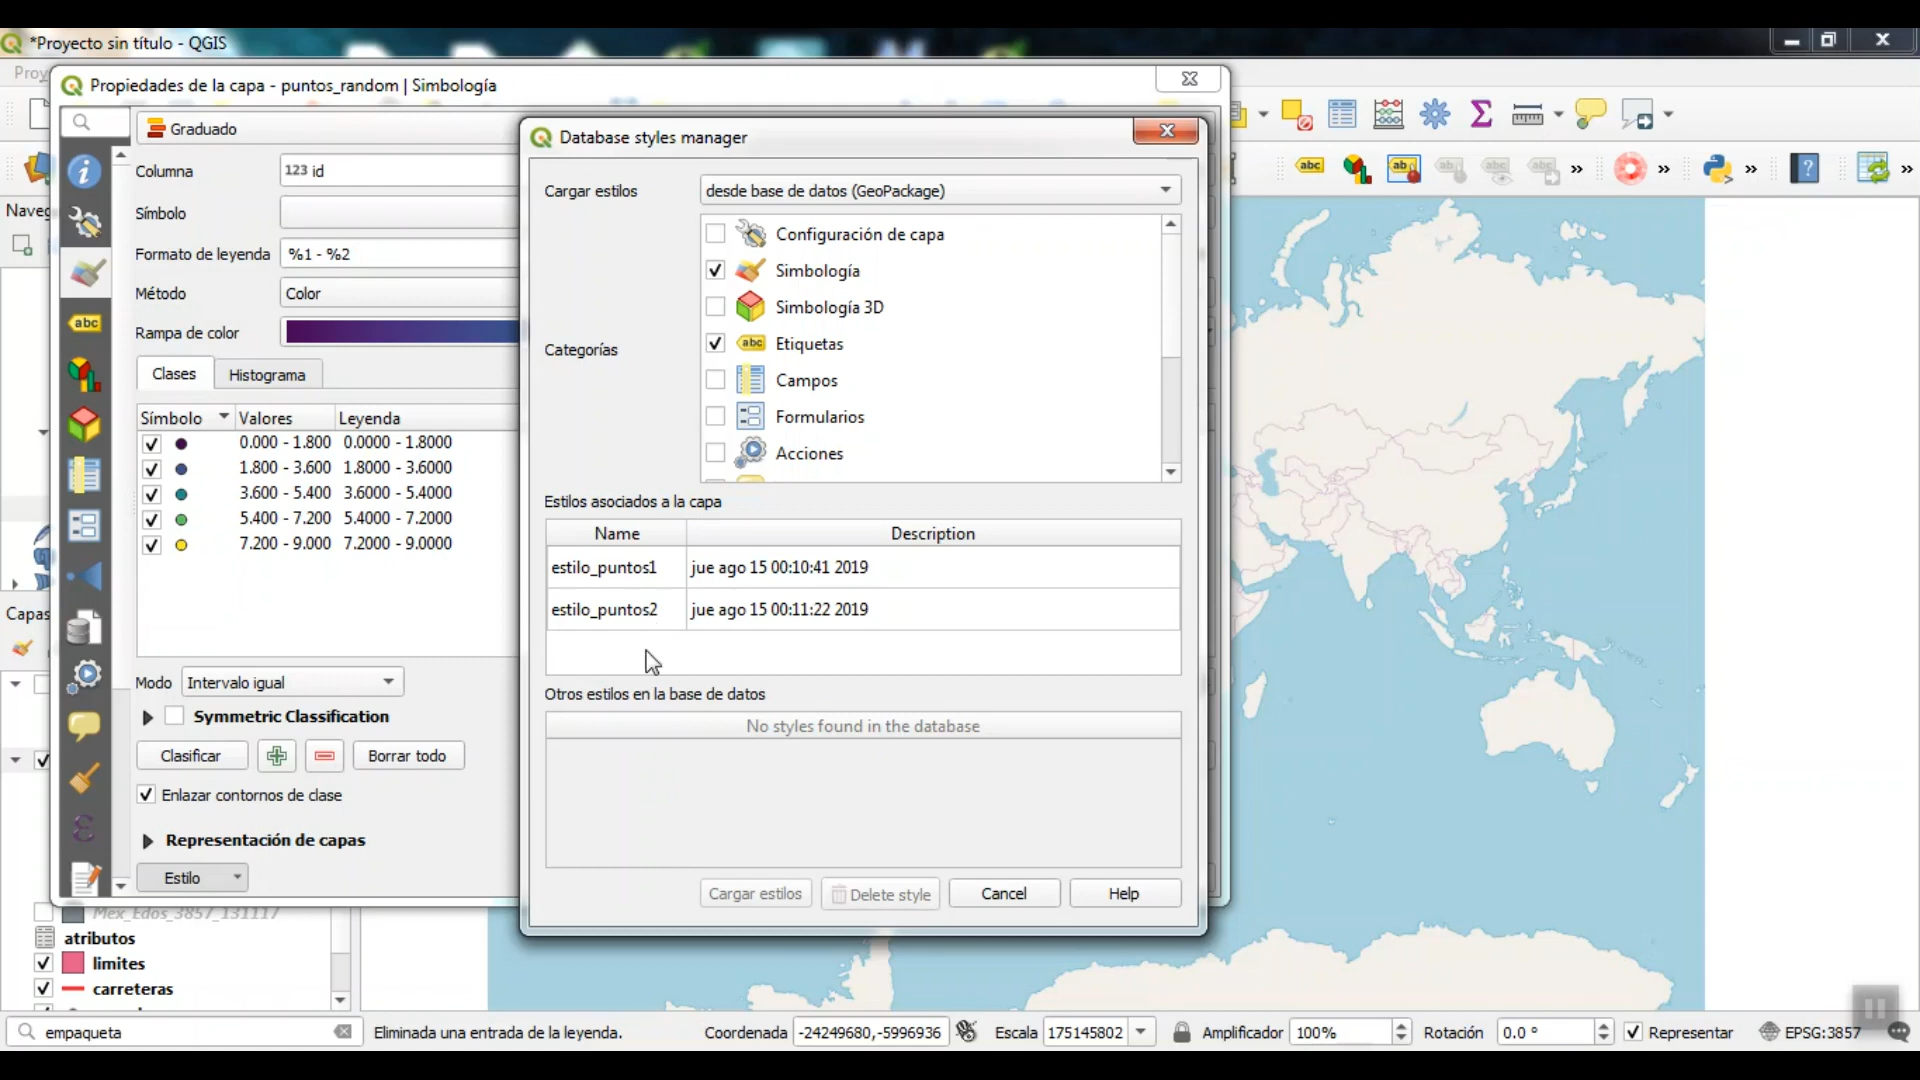 *Proyecto sin título - QGIS
Proy
Propiedades de la capa - puntos_random | Simbología
Graduado
Columna
123 id
Símbolo
Formato de leyenda
%1 - %2
Método
Color
Rampa de color
Clases
Histograma
Símbolo
Valores
Leyenda
0.000 - 1.800 0.0000 - 1.8000
1.800 - 3.600 1.8000 - 3.6000
3.600 - 5.400 3.6000 - 5.4000
5.400 - 7.200 5.4000 - 7.2000
7.200 - 9.000 7.2000 - 9.0000
Modo
Intervalo igual
Symmetric Classification
Clasificar
Borrar todo
Enlazar contornos de clase
Representación de capas
Estilo
Database styles manager
Cargar estilos
desde base de datos (GeoPackage)
Categorías
Configuración de capa
Simbología
Simbología 3D
abc Etiquetas
Campos
Formularios
Acciones
Estilos asociados a la capa
Name
Description
estilo_puntos1
jue ago 15 00:10:41 2019
estilo_puntos2
jue ago 15 00:11:22 2019
Otros estilos en la base de datos
No styles found in the database
Cargar estilos
Delete style
Cancel
Help
abc
Naveg
Capas
abc
ab
Mex_Edos_3857_131117
atributos
limites
carreteras
empaqueta
Eliminada una entrada de la leyenda.
Coordenada
-24249680,-5996936
Escala
175145802
Amplificador
100%
Rotación
0.0 °
Representar
EPSG:3857